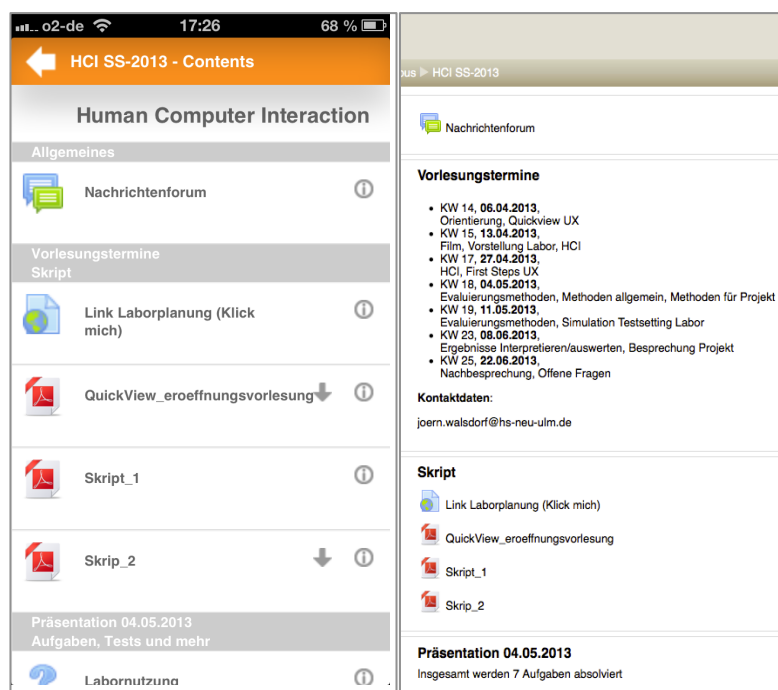 o2-de 17:26 68 %
HCI SS-2013 - Contents
Human Computer Interaction
Allgemeines
Nachrichtenforum
Vorlesungstermine
Skript
Link Laborplanung (Klick
mich)
QuickView_eroeffnungsvorlesung
Skript_1
Skrip_2
Präsentation 04.05.2013
Aufgaben, Tests und mehr
Labornutzung
HCI SS-2013
Nachrichtenforum
Vorlesungstermine
• KW 14, 06.04.2013,
Orientierung, Quickview UX
• KW 15, 13.04.2013,
Film, Vorstellung Labor, HCI
• KW 17, 27.04.2013,
HCI, First Steps UX
• KW 18, 04.05.2013,
Evaluierungsmethoden, Methoden allgemein, Methoden für Projekt
• KW 19, 11.05.2013,
Evaluierungsmethoden, Simulation Testsetting Labor
• KW 23, 08.06.2013,
Ergebnisse Interpretieren/auswerten, Besprechung Projekt
• KW 25, 22.06.2013,
Nachbesprechung, Offene Fragen
Kontaktdaten:
joern.walsdorf@hs-neu-ulm.de
Skript
Link Laborplanung (Klick mich)
QuickView_eroeffnungsvorlesung
Skript_1
Skrip_2
Präsentation 04.05.2013
Insgesamt werden 7 Aufgaben absolviert